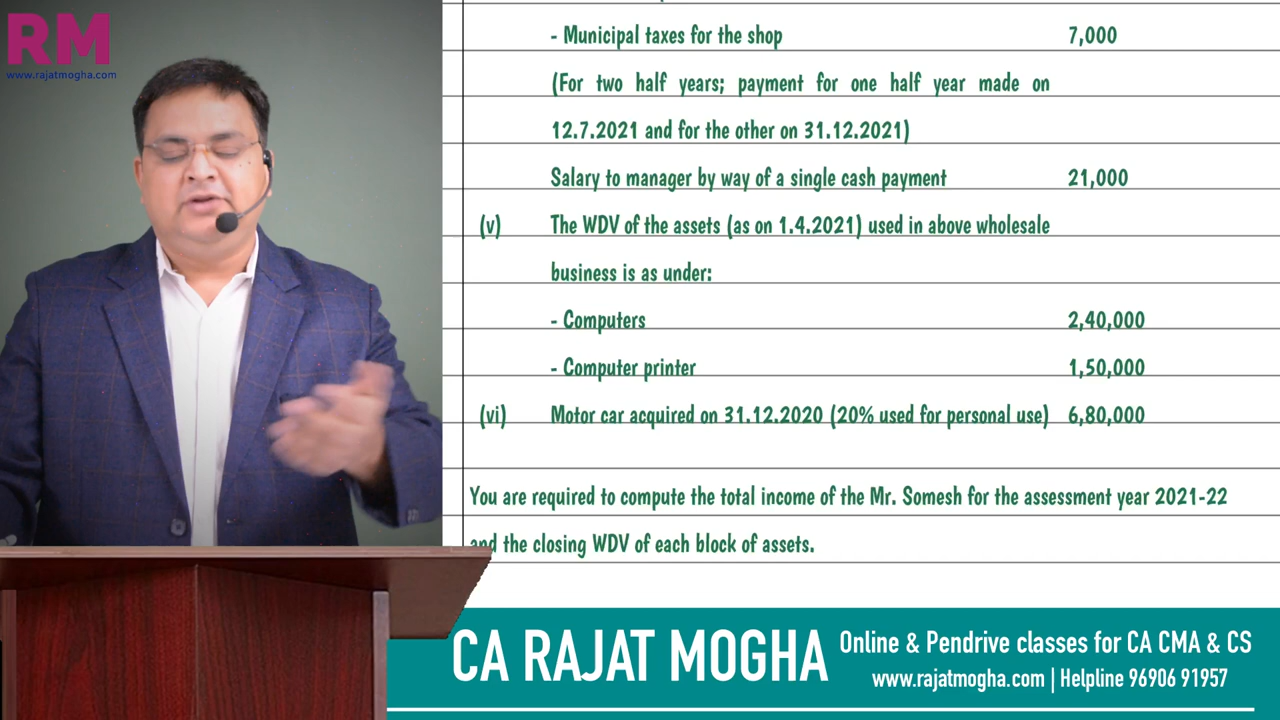 RM
www.rajatmogha.com
- Municipal taxes for the shop 7,000
(For two half years; payment for one half year made on
12.7.2021 and for the other on 31.12.2021)
Salary to manager by way of a single cash payment 21,000
(v) The WDV of the assets (as on 1.4.2021) used in above wholesale
business is as under:
- Computers 2,40,000
- Computer printer 1,50,000
(vi) Motor car acquired on 31.12.2020 (20% used for personal use) 6,80,000
You are required to compute the total income of the Mr. Somesh for the assessment year 2021-22
and the closing WDV of each block of assets.
CA RAJAT MOGHA
Online & Pendrive classes for CA CMA & CS
www.rajatmogha.com | Helpline 96906 91957